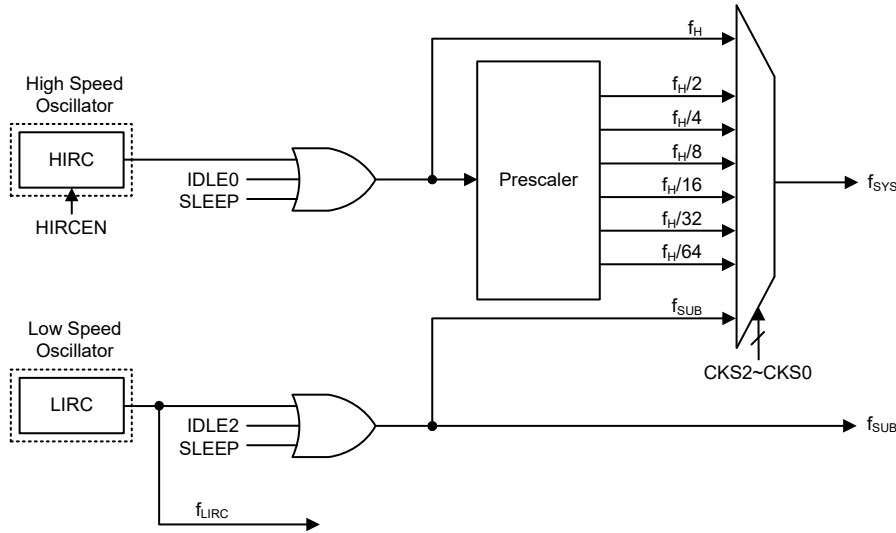 High Speed
Oscillator
HIRC
HIRCEN
IDLE0
SLEEP
Prescaler
fH
fH/2
fH/4
fH/8
fH/16
fH/32
fH/64
fSUB
CKS2~CKS0
fSYS
Low Speed
Oscillator
LIRC
IDLE2
SLEEP
fLIRC
fSUB